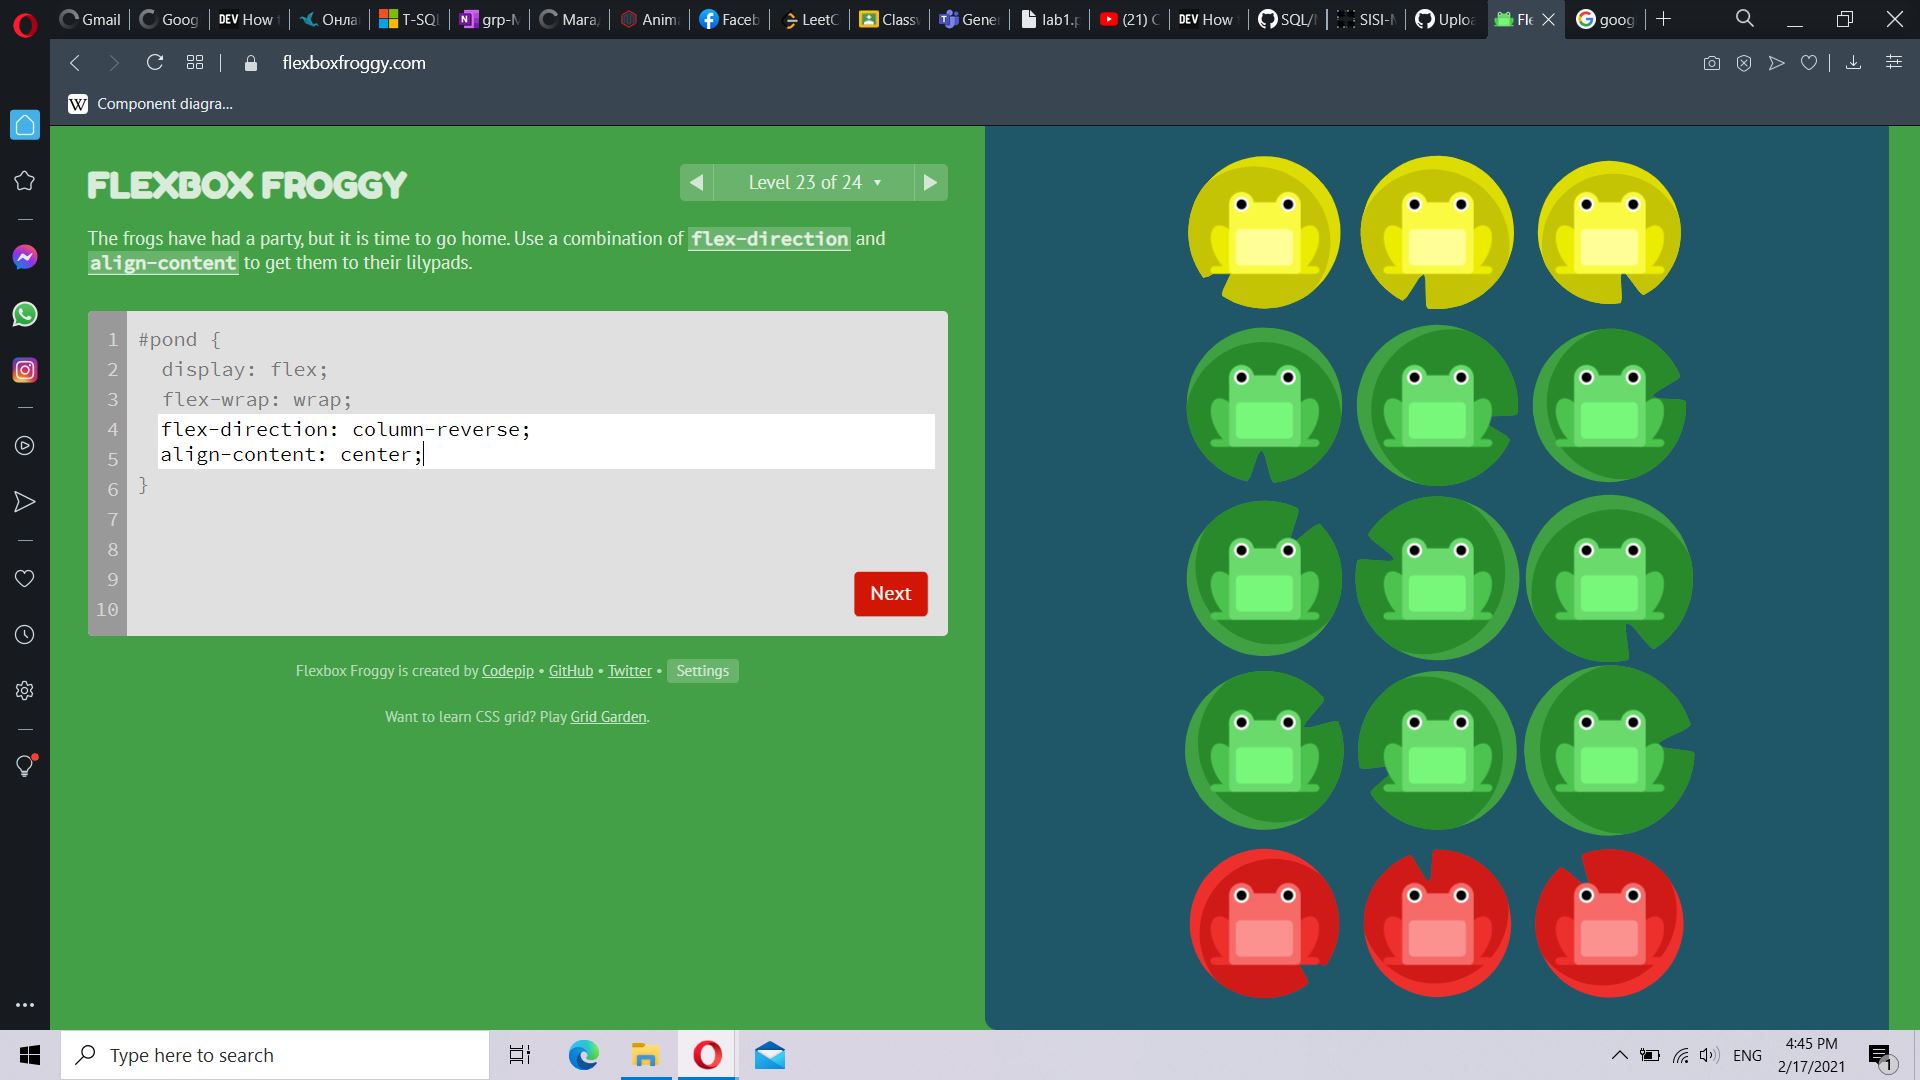 Gmail Goog DEV How Онла T-SQL grp-M Mara Anim Faceb LeetC Class Gene lab1.p (21) C DEV How SQL/ SISI-M Uploa Fle goog
flexboxfroggy.com
W Component diagra...
FLEXBOX FROGGY
Level 23 of 24
The frogs have had a party, but it is time to go home. Use a combination of flex-direction and
align-content to get them to their lilypads.
1 #pond {
2 display: flex;
3 flex-wrap: wrap;
4 flex-direction: column-reverse;
5 align-content: center;
6 }
7
8
9
10
Next
Flexbox Froggy is created by Codepip • GitHub • Twitter • Settings
Want to learn CSS grid? Play Grid Garden.
Type here to search
ENG
4:45 PM
2/17/2021
1